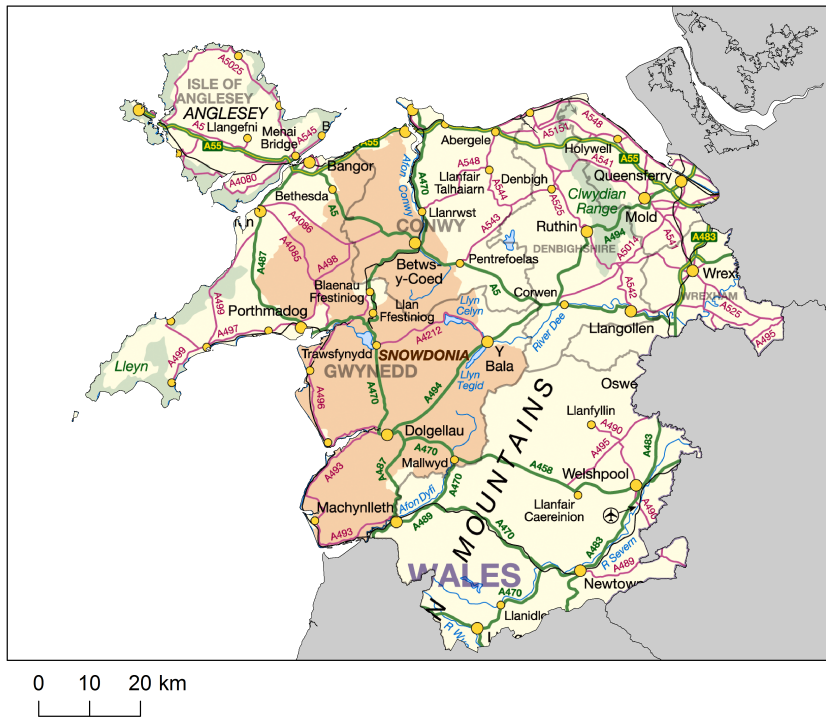 A5025
ISLE OF
ANGLESEY
ANGLESEY
A5
Llangefni
Menai
Bridge
A545
B
A55
A55
Bangor
A4080
Bethesda
A5
Afon
Conwy
A470
Abergele
A548
A5151
A548
Holywell
A55
A541
Queensferry
Llanfair
Talhaiarn
A544
Denbigh
A525
Clwydian
Range
Mold
Llanrwst
CONWY
A543
Ruthin
A494
DENBIGHSHIRE
A5014
A541
A483
n
A4086
A4085
A487
A498
Betws-
y-Coed
Pentrefoelas
A5
Corwen
A542
Wrex
WREXHAM
A525
A495
Blaenau
Ffestiniog
Llan
Ffestiniog
Llyn
Celyn
River Dee
Llangollen
A499
Porthmadog
A497
A499
Lleyn
A4212
Trawsfynydd
SNOWDONIA
GWYNEDD
Y
Bala
Llyn
Tegid
A496
A470
A494
Oswe
Llanfyllin
A490
A495
A483
Dolgellau
A470
Mallwyd
A458
Welshpool
A493
A487
A470
Llanfair
Caereinion
A490
Machynlleth
Afon Dyfi
A489
A470
A493
N MOUNTAINS
A483
R Severn
A489
WALES
A470
Newtow
Llanidle
R W
L
0 10 20 km